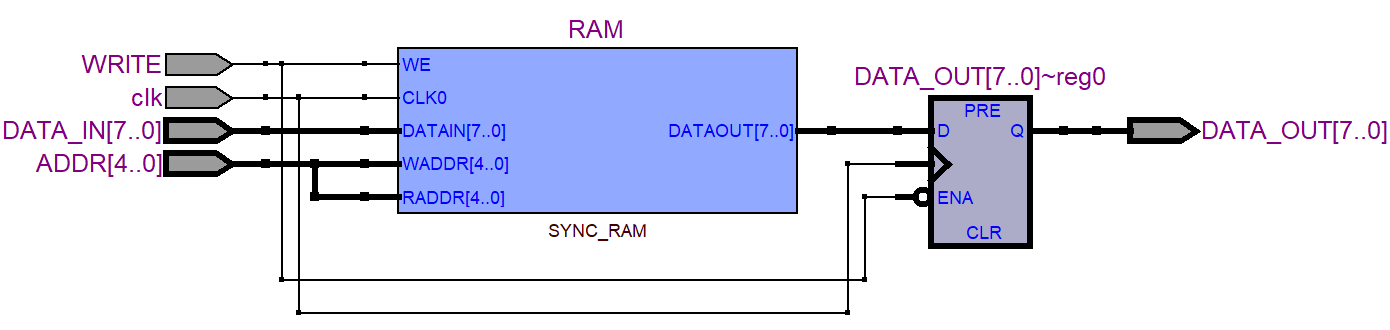 RAM
WRITE
clk
DATA_IN[7..0]
ADDR[4..0]
WE
CLK0
DATAIN[7..0]
WADDR[4..0]
RADDR[4..0]
DATAOUT[7..0]
SYNC_RAM
DATA_OUT[7..0]~reg0
PRE
D
Q
ENA
CLR
DATA_OUT[7..0]